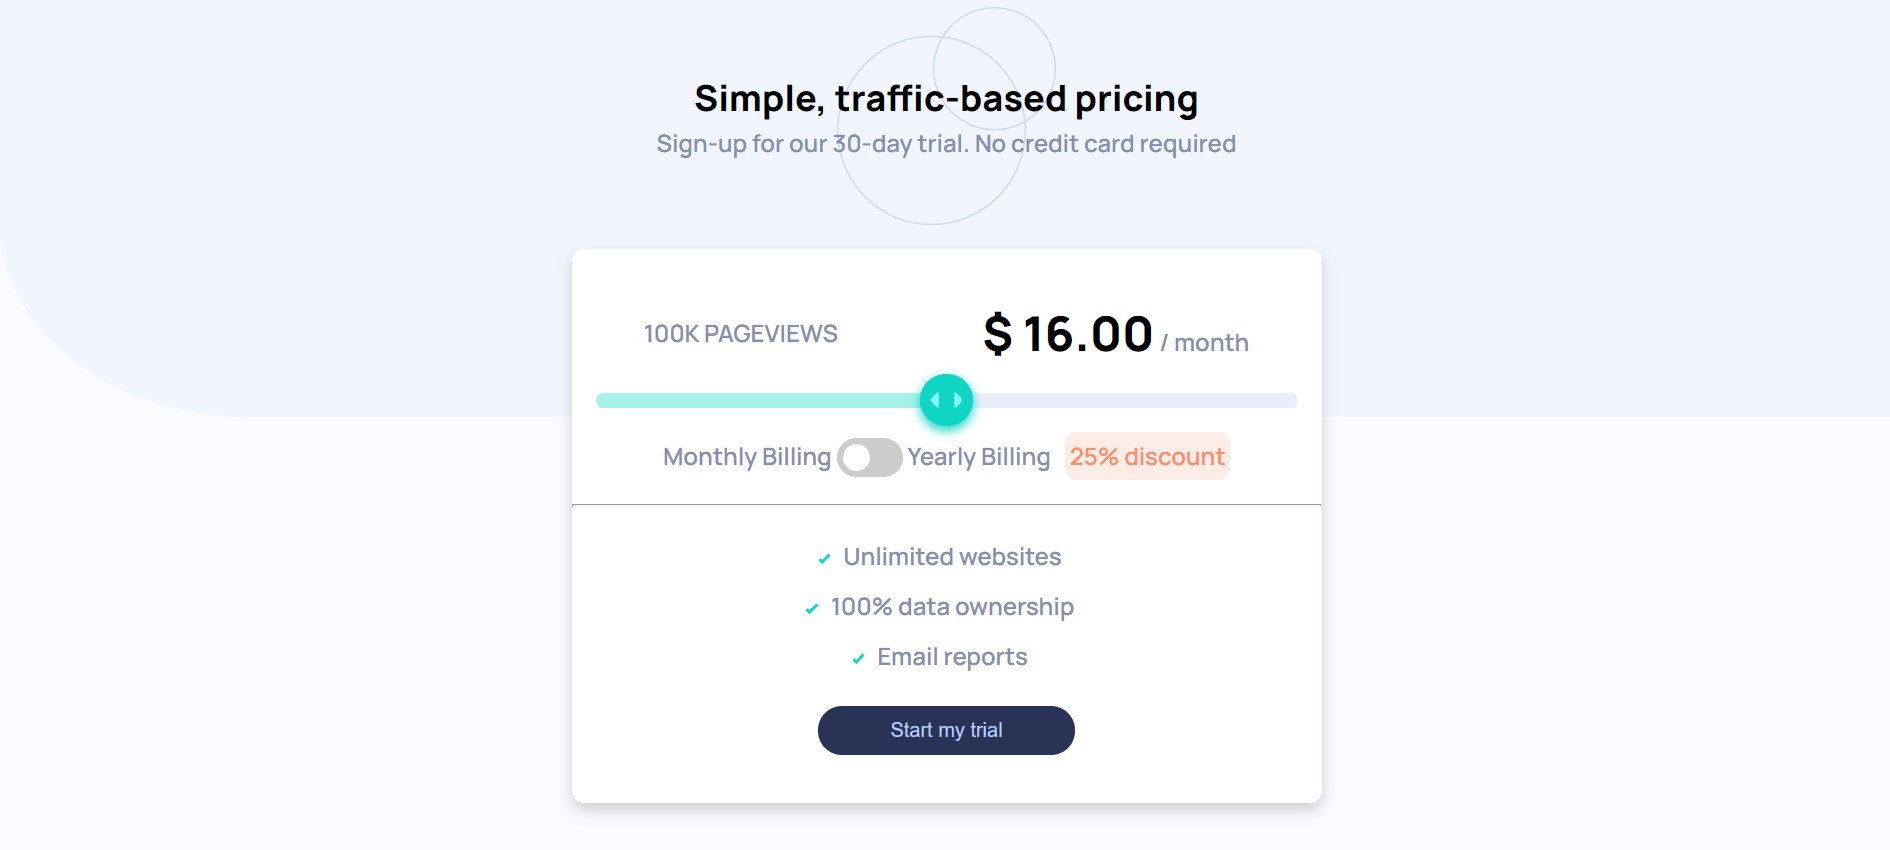 Simple, traffic-based pricing
Sign-up for our 30-day trial. No credit card required
100K PAGEVIEWS
$ 16.00 / month
Monthly Billing Yearly Billing 25% discount
Unlimited websites
100% data ownership
Email reports
Start my trial